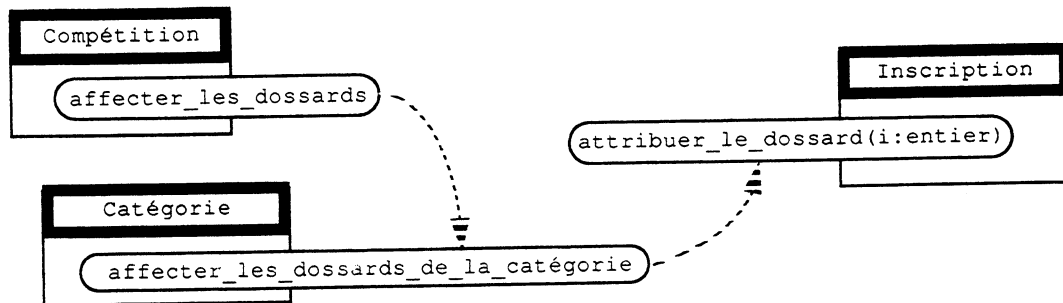 Compétition
affecter_les_dossards
Inscription
attribuer_le_dossard(i:entier)
Catégorie
affecter_les_dossards_de_la_catégorie